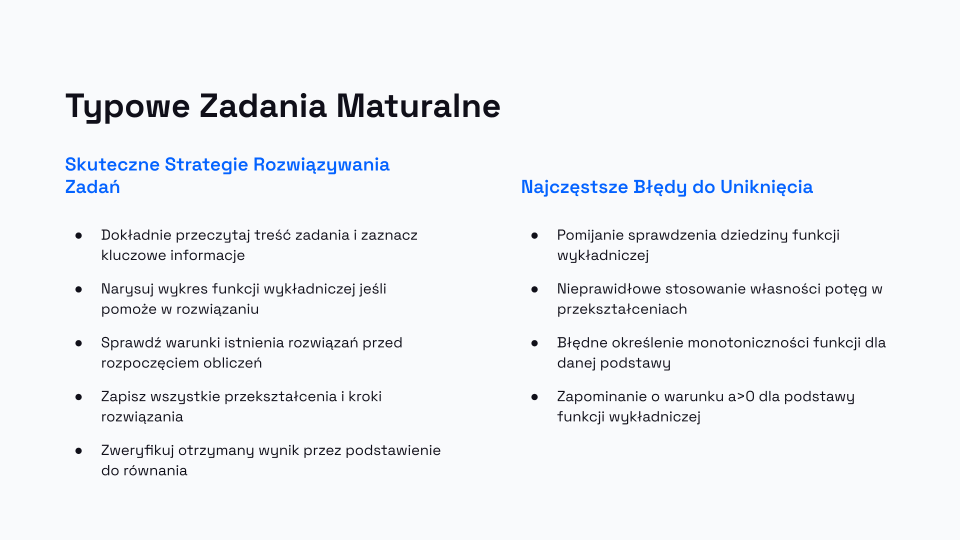 Typowe Zadania Maturalne
Skuteczne Strategie Rozwiązywania
Zadań
● Dokładnie przeczytaj treść zadania i zaznacz
kluczowe informacje
● Narysuj wykres funkcji wykładniczej jeśli
pomoże w rozwiązaniu
● Sprawdź warunki istnienia rozwiązań przed
rozpoczęciem obliczeń
● Zapisz wszystkie przekształcenia i kroki
rozwiązania
● Zweryfikuj otrzymany wynik przez podstawienie
do równania
Najczęstsze Błędy do Uniknięcia
● Pomijanie sprawdzenia dziedziny funkcji
wykładniczej
● Nieprawidłowe stosowanie własności potęg w
przekształceniach
● Błędne określenie monotoniczności funkcji dla
danej podstawy
● Zapominanie o warunku a>0 dla podstawy
funkcji wykładniczej